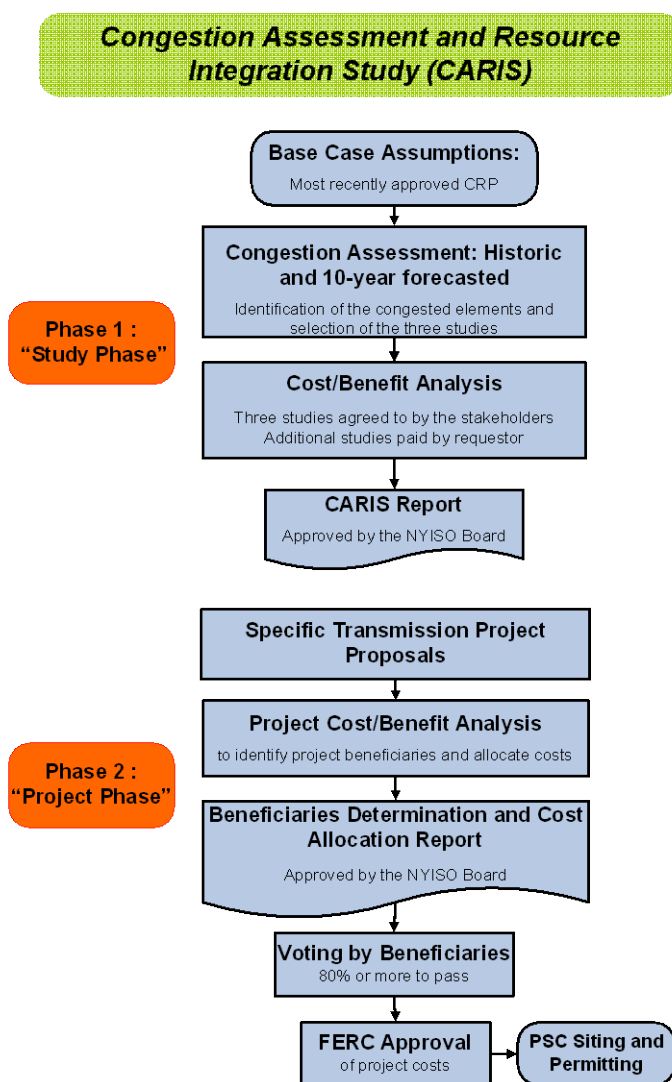 Congestion Assessment and Resource
Integration Study (CARIS)
Base Case Assumptions:
Most recently approved CRP
Congestion Assessment: Historic
and 10-year forecasted
Identification of the congested elements and
selection of the three studies
Phase 1 :
“Study Phase”
Cost/Benefit Analysis
Three studies agreed to by the stakeholders
Additional studies paid by requestor
CARIS Report
Approved by the NYISO Board
Specific Transmission Project
Proposals
Project Cost/Benefit Analysis
to identify project beneficiaries and allocate costs
Phase 2 :
“Project Phase”
Beneficiaries Determination and Cost
Allocation Report
Approved by the NYISO Board
Voting by Beneficiaries
80% or more to pass
FERC Approval
of project costs
PSC Siting and
Permitting